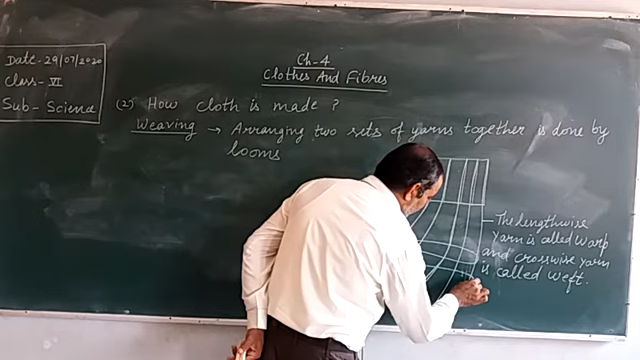 Date- 29/07/2020
Class- VI
Sub- Science
Ch-4
Clothes And Fibres
(2) How cloth is made ?
Weaving → Arranging two sets of yarns together is done by
looms
The lengthwise
yarn is called warp
and crosswise yarn
is called weft.